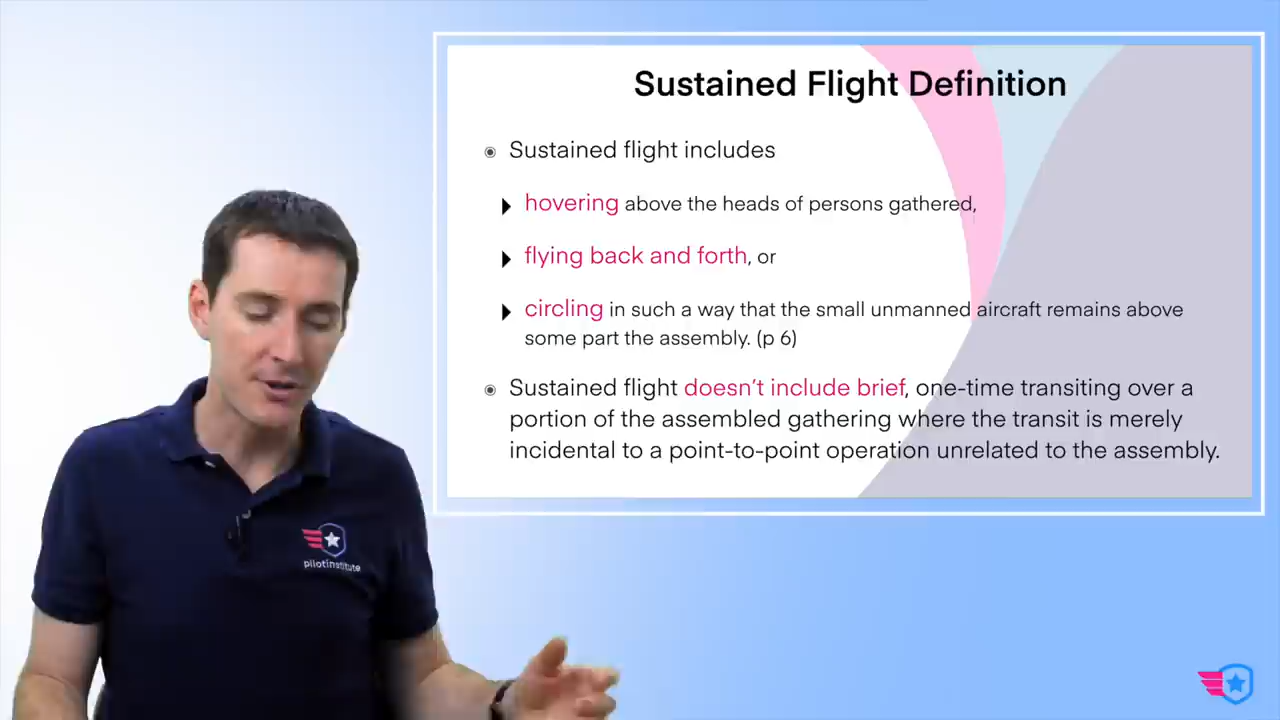 Sustained Flight Definition
Sustained flight includes
hovering above the heads of persons gathered,
flying back and forth, or
circling in such a way that the small unmanned aircraft remains above
some part the assembly. (p 6)
Sustained flight doesn't include brief, one-time transiting over a
portion of the assembled gathering where the transit is merely
incidental to a point-to-point operation unrelated to the assembly.
pilotinstitute